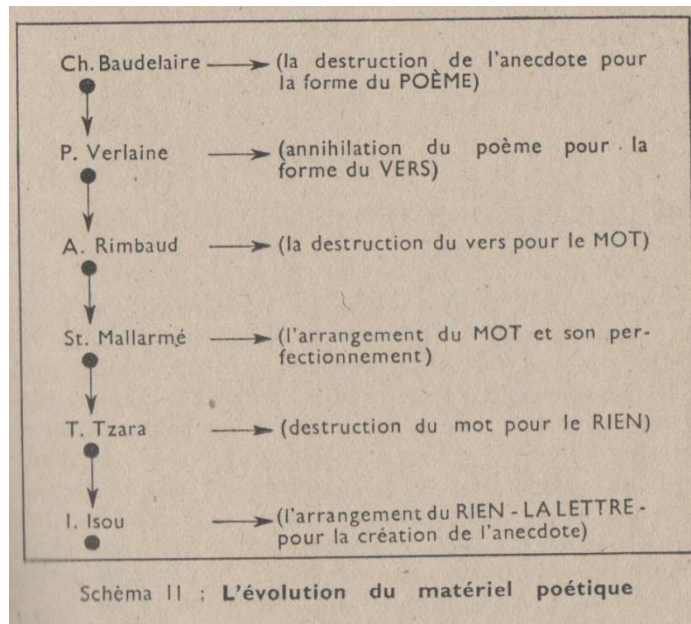 Ch. Baudelaire (la destruction de l'anecdote pour
la forme du POÈME)
P. Verlaine (annihilation du poème pour la
forme du VERS)
A. Rimbaud (la destruction du vers pour le MOT)
St. Mallarmé (l'arrangement du MOT et son per-
fectionnement)
T. Tzara (destruction du mot pour le RIEN)
I. Isou (l'arrangement du RIEN - LA LETTRE -
pour la création de l'anecdote)
Schèma II : L'évolution du matériel poétique